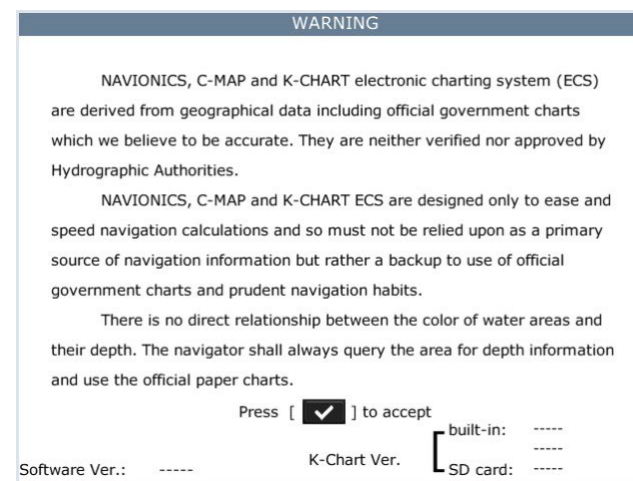 WARNING
NAVIONICS, C-MAP and K-CHART electronic charting system (ECS)
are derived from geographical data including official government charts
which we believe to be accurate. They are neither verified nor approved by
Hydrographic Authorities.
NAVIONICS, C-MAP and K-CHART ECS are designed only to ease and
speed navigation calculations and so must not be relied upon as a primary
source of navigation information but rather a backup to use of official
government charts and prudent navigation habits.
There is no direct relationship between the color of water areas and
their depth. The navigator shall always query the area for depth information
and use the official paper charts.
Press [ ✓ ] to accept
built-in: -----
-----
K-Chart Ver.
SD card: -----
Software Ver.: -----